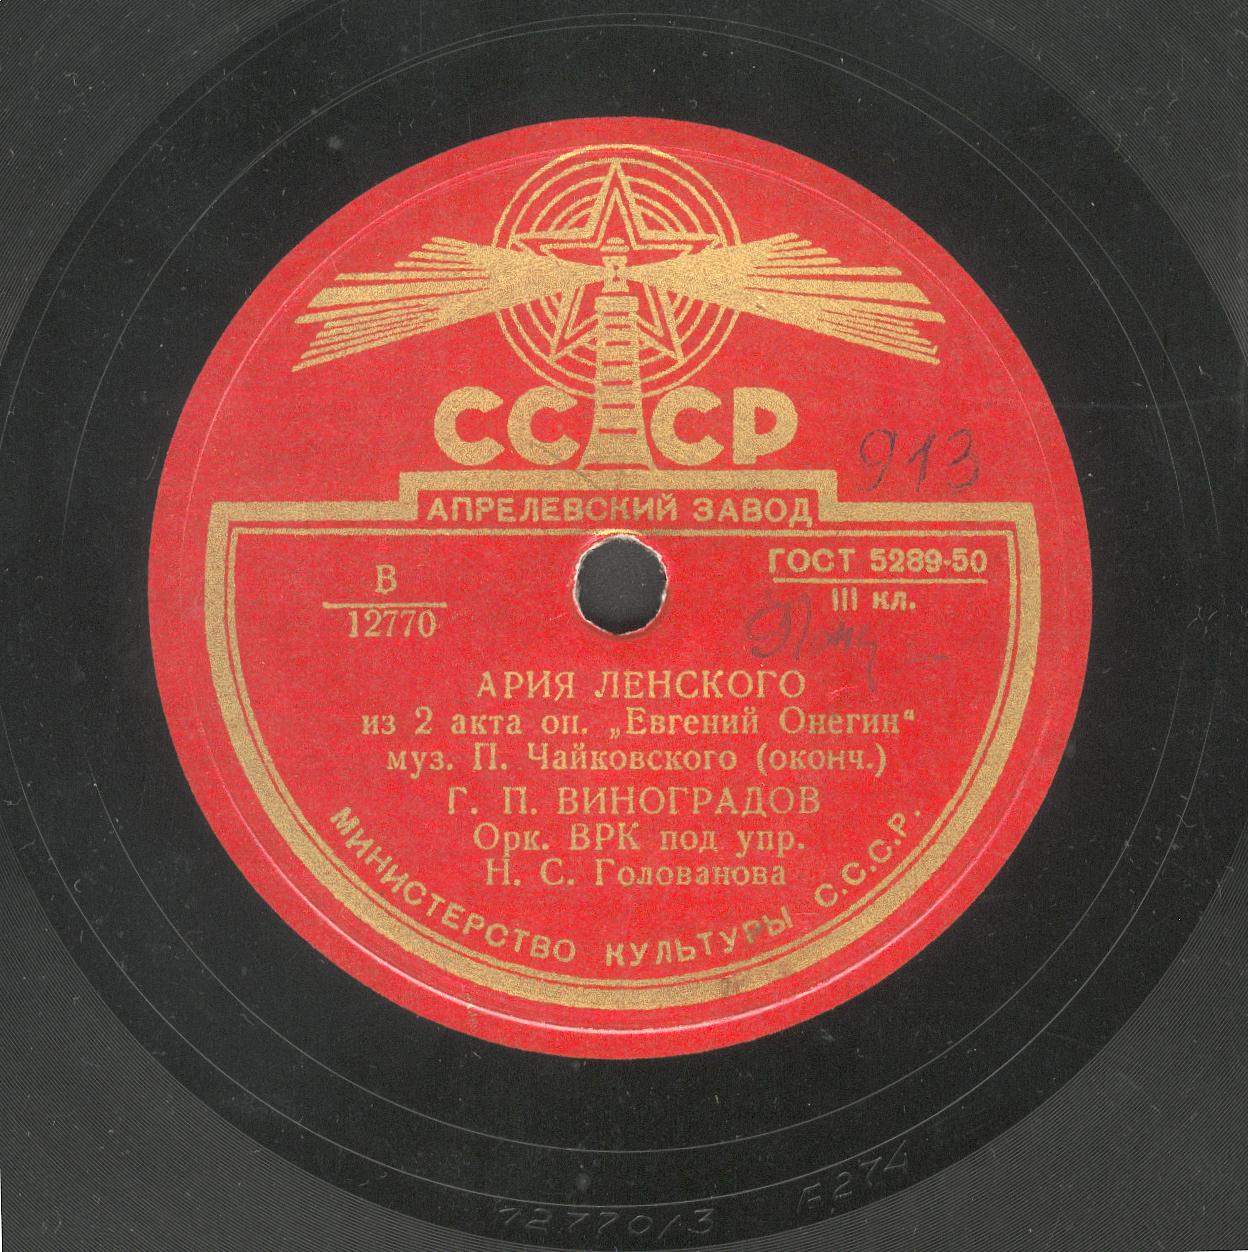 СССР
913
АПРЕЛЕВСКИЙ ЗАВОД
В
12770
ГОСТ 5289-50
III кл.
АРИЯ ЛЕНСКОГО
из 2 акта оп. „Евгений Онегин“
муз. П. Чайковского (оконч.)
Г. П. ВИНОГРАДОВ
Орк. ВРК под упр.
Н. С. Голованова
МИНИСТЕРСТВО КУЛЬТУРЫ С.С.С.Р.
12770/3
F274